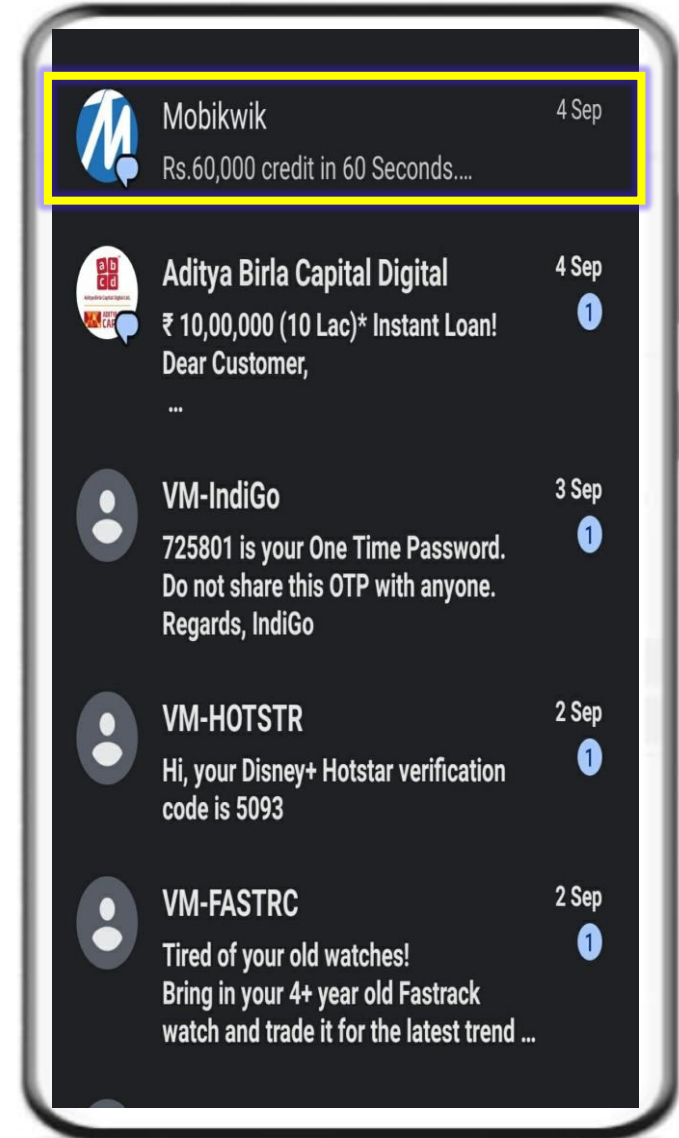 Mobikwik
4 Sep
Rs.60,000 credit in 60 Seconds....
a b
c d
Aditya Birla Capital Digital
4 Sep
₹ 10,00,000 (10 Lac)* Instant Loan!
1
Dear Customer,
...
VM-IndiGo
3 Sep
725801 is your One Time Password.
1
Do not share this OTP with anyone.
Regards, IndiGo
VM-HOTSTR
2 Sep
Hi, your Disney+ Hotstar verification
1
code is 5093
VM-FASTRC
2 Sep
Tired of your old watches!
1
Bring in your 4+ year old Fastrack
watch and trade it for the latest trend ...